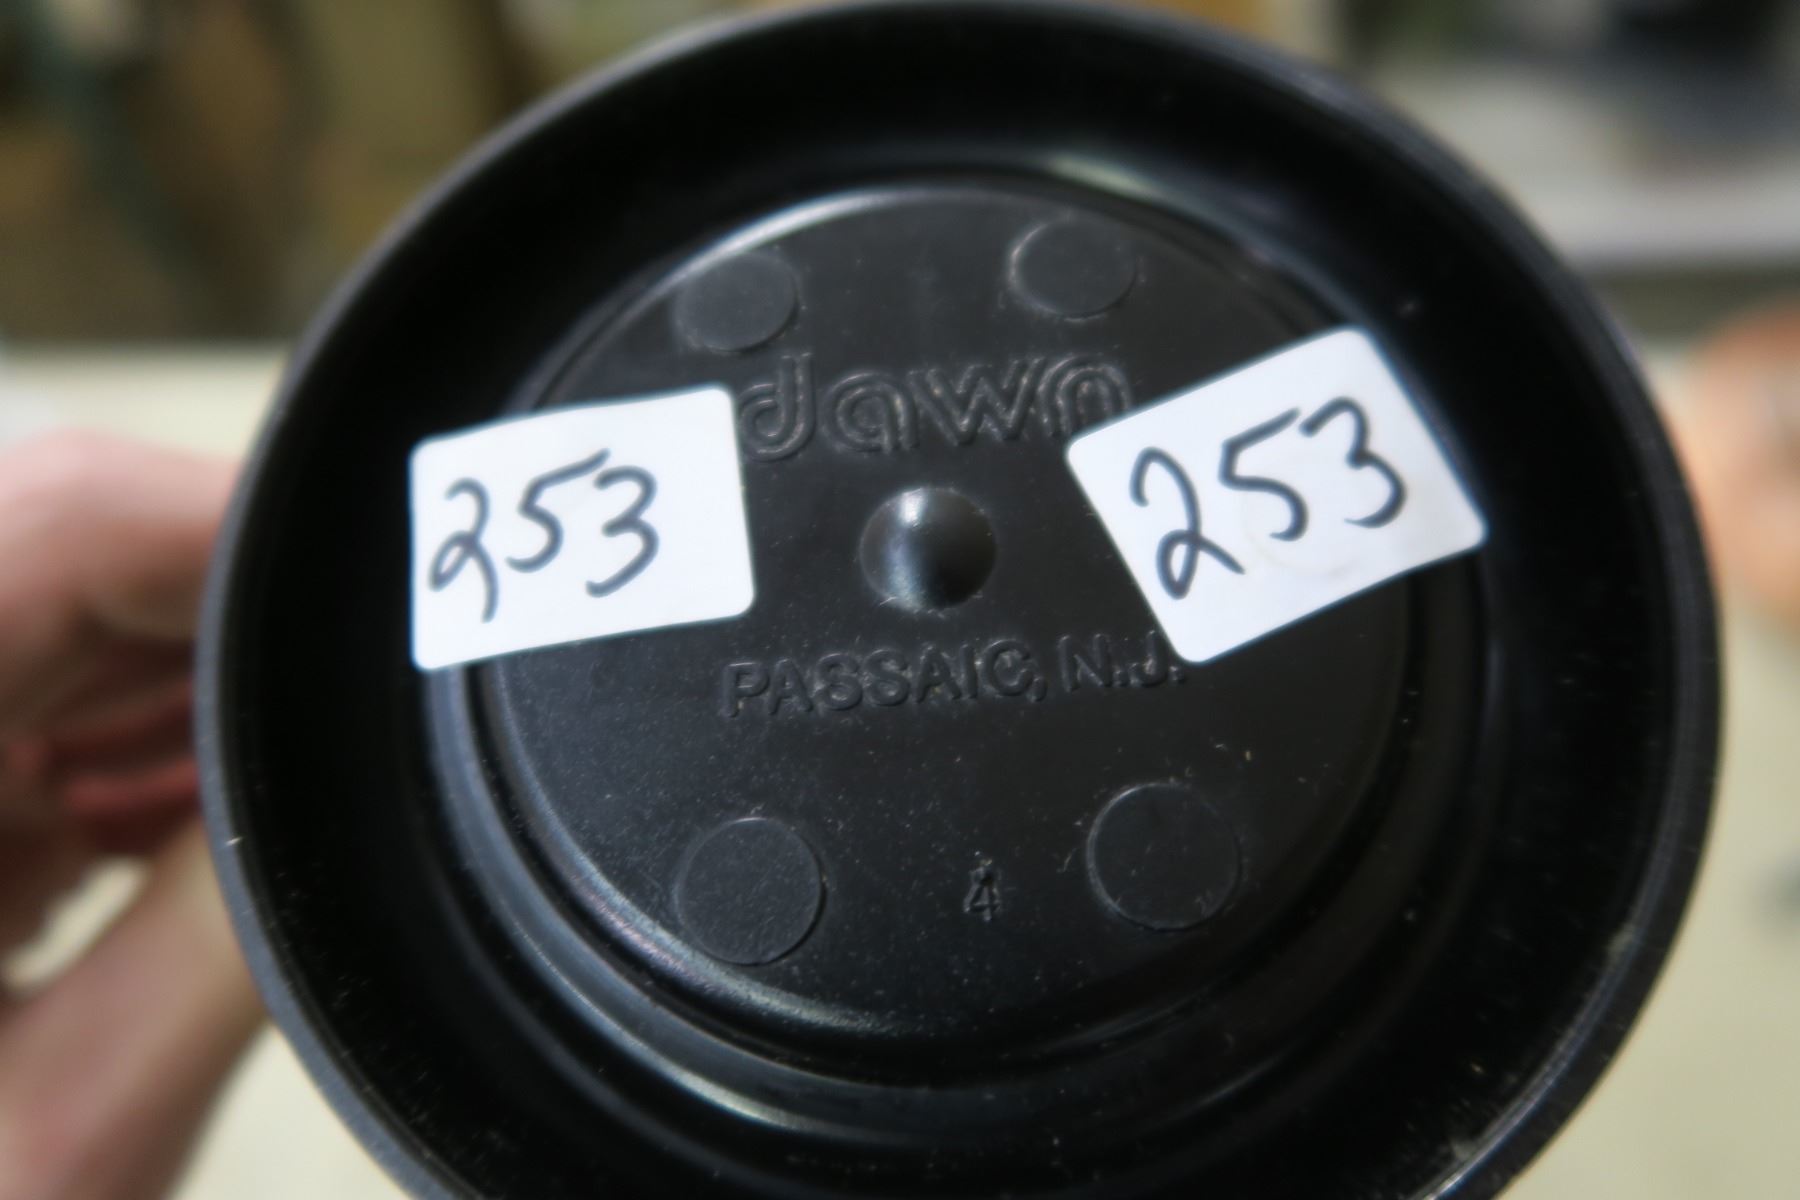 dawn
253
253
PASSAIC, N.J.
4